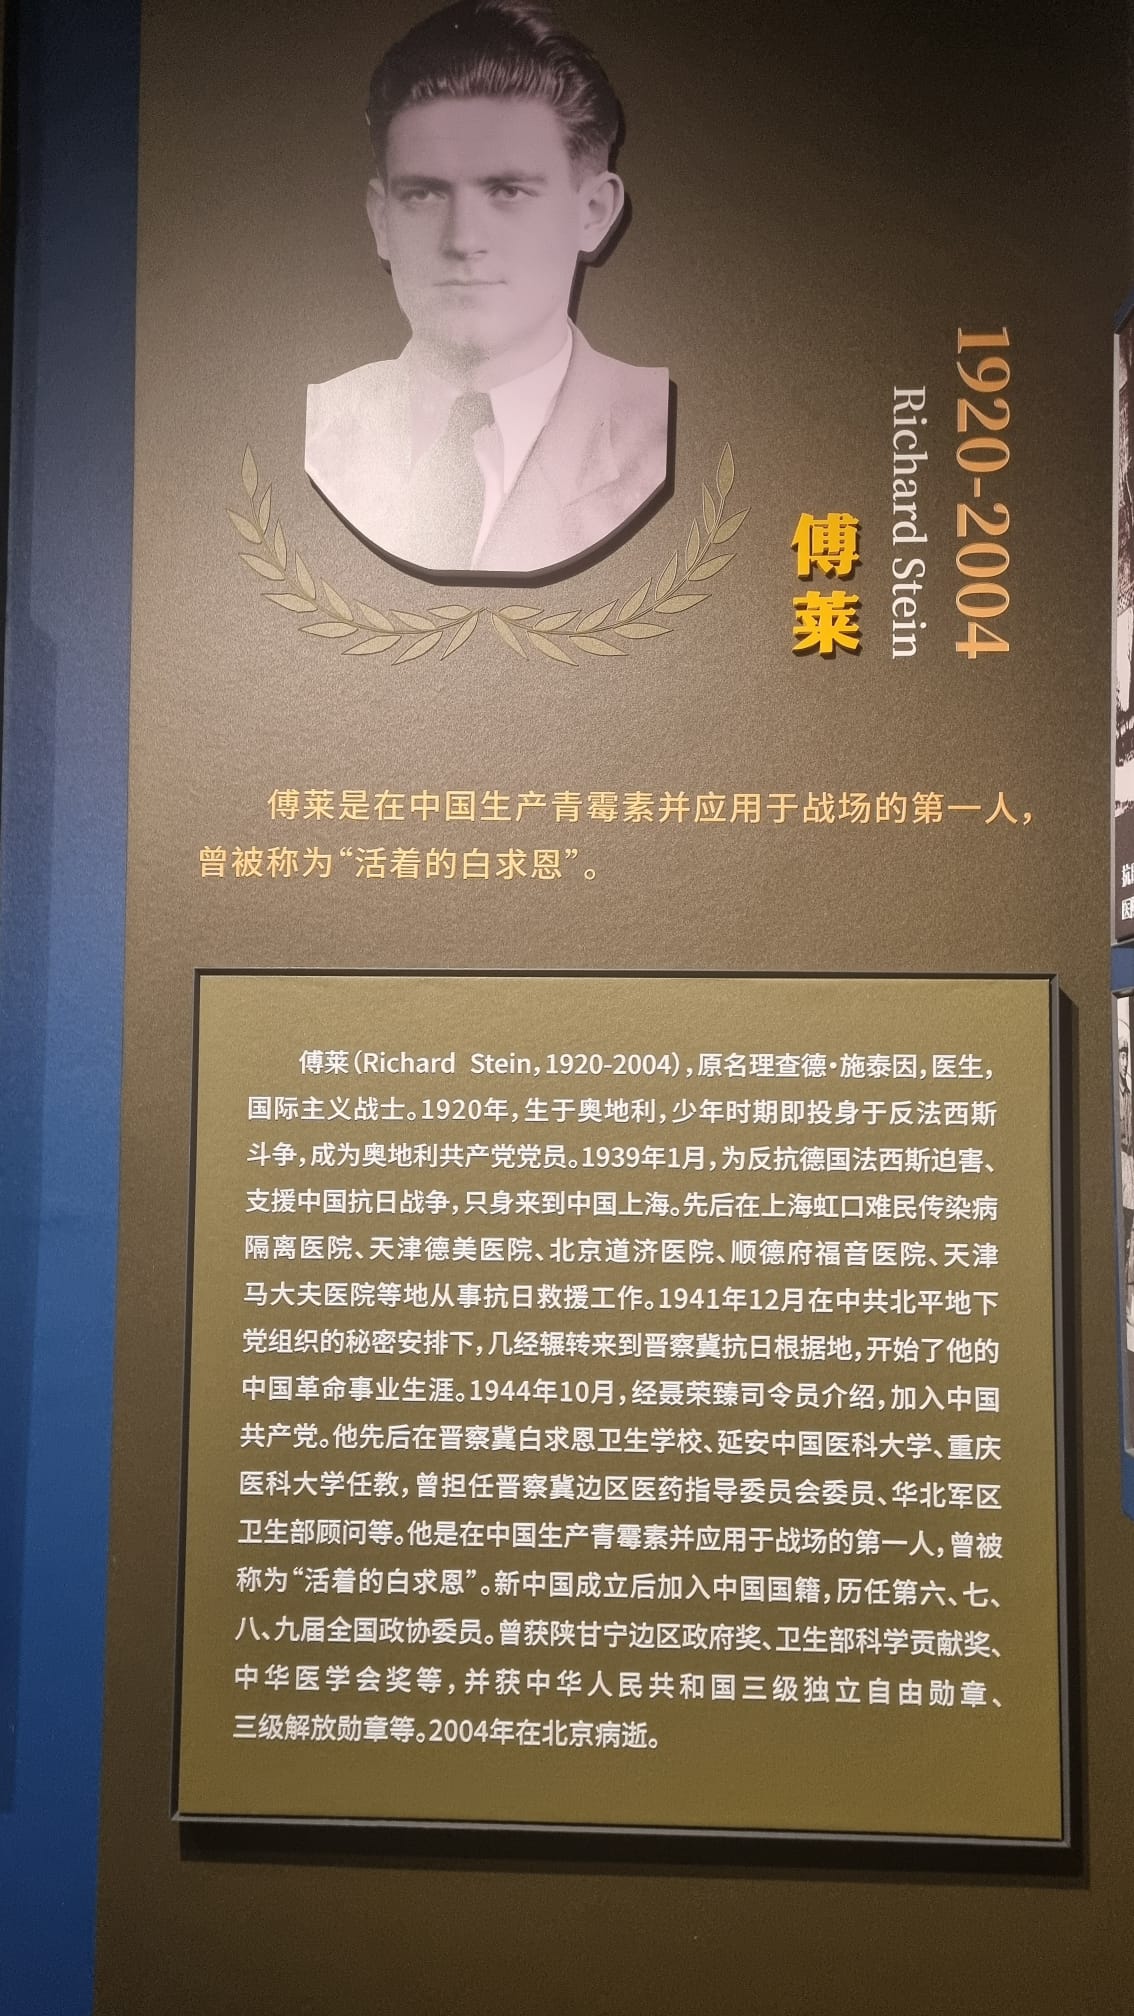 1920-2004
Richard Stein
傅莱
傅莱是在中国生产青霉素并应用于战场的第一人，
曾被称为“活着的白求恩”。
傅莱（Richard Stein，1920-2004），原名理查德·施泰因，医生，
国际主义战士。1920年，生于奥地利，少年时期即投身于反法西斯
斗争，成为奥地利共产党党员。1939年1月，为反抗德国法西斯迫害、
支援中国抗日战争，只身来到中国上海。先后在上海虹口难民传染病
隔离医院、天津德美医院、北京道济医院、顺德府福音医院、天津
马大夫医院等地从事抗日救援工作。1941年12月在中共北平地下
党组织的秘密安排下，几经辗转来到晋察冀抗日根据地，开始了他的
中国革命事业生涯。1944年10月，经聂荣臻司令员介绍，加入中国
共产党。他先后在晋察冀白求恩卫生学校、延安中国医科大学、重庆
医科大学任教，曾担任晋察冀边区医药指导委员会委员、华北军区
卫生部顾问等。他是在中国生产青霉素并应用于战场的第一人，曾被
称为“活着的白求恩”。新中国成立后加入中国国籍，历任第六、七、
八、九届全国政协委员。曾获陕甘宁边区政府奖、卫生部科学贡献奖、
中华医学会奖等，并获中华人民共和国三级独立自由勋章、
三级解放勋章等。2004年在北京病逝。